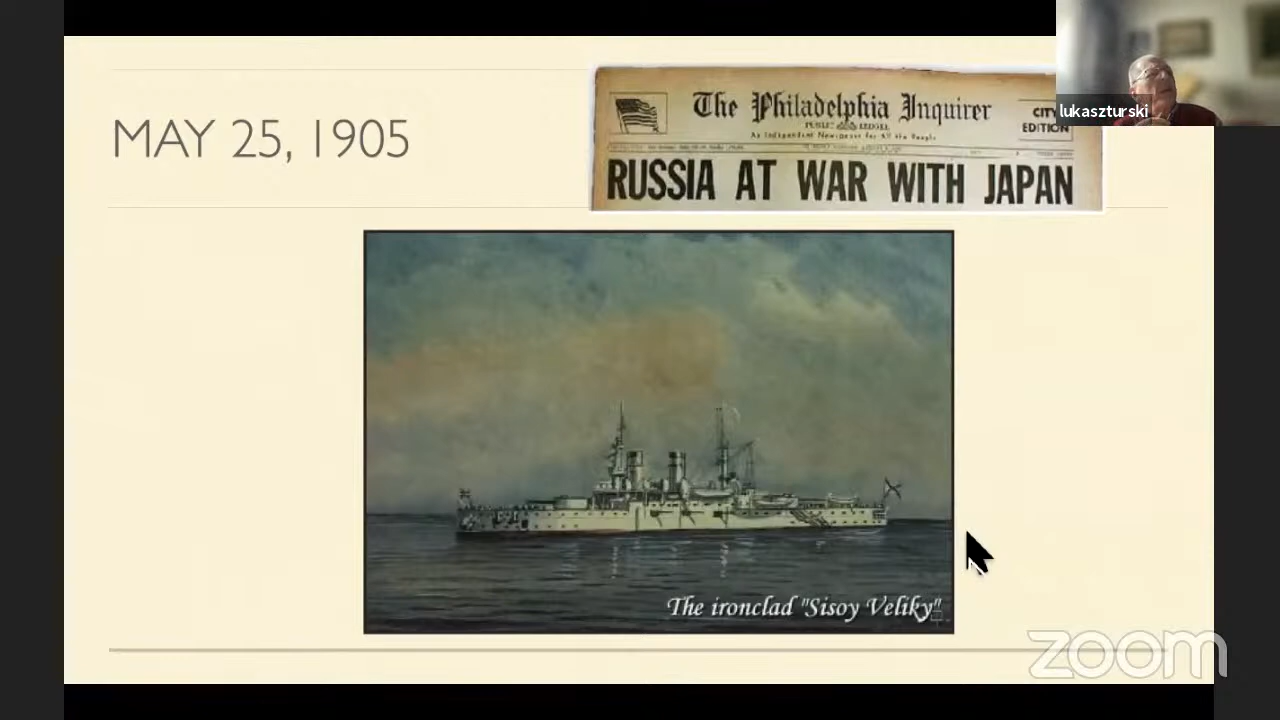 MAY 25, 1905
The Philadelphia Inquirer
PUBLIC LEDGER
An Independent Newspaper for All the People
CITY
EDITION
RUSSIA AT WAR WITH JAPAN
lukaszturski
The ironclad "Sisoy Veliky"
zoom